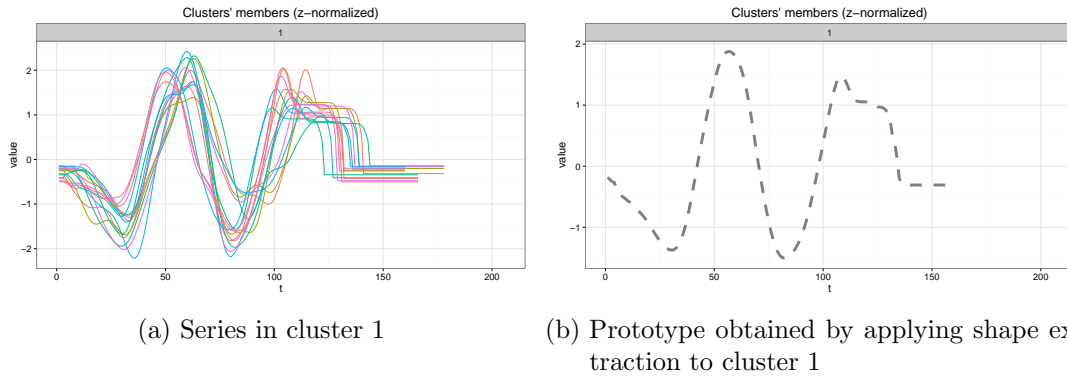 Clusters' members (z−normalized)
1
2
1
0
−1
−2
value
0
50
100
150
200
t
(a) Series in cluster 1
Clusters' members (z−normalized)
1
2
1
0
−1
value
0
50
100
150
200
t
(b) Prototype obtained by applying shape ex
traction to cluster 1